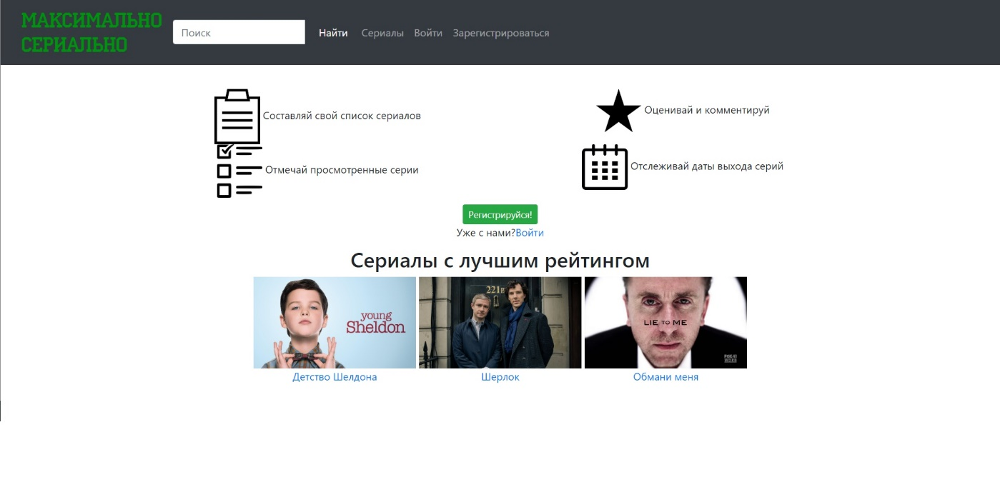 МАКСИМАЛЬНО
СЕРИАЛЬНО
Поиск
Найти
Сериалы
Войти
Зарегистрироваться
Составляй свой список сериалов
Оценивай и комментируй
Отмечай просмотренные серии
Отслеживай даты выхода серий
Регистрируйся!
Уже с нами?Войти
Сериалы с лучшим рейтингом
young
Sheldon
221B
LIE TO ME
Детство Шелдона
Шерлок
Обмани меня